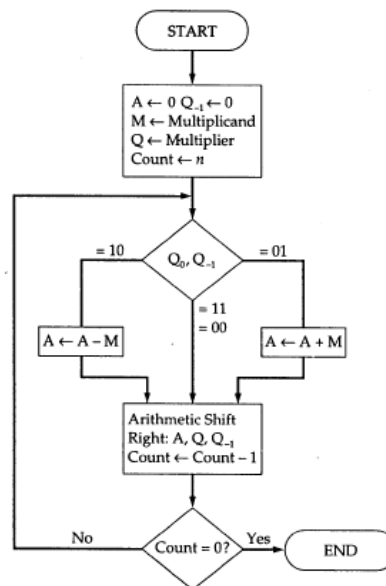 START
A ← 0 Q₋₁ ← 0
M ← Multiplicand
Q ← Multiplier
Count ← n
= 10
Q₀, Q₋₁
= 01
= 11
= 00
A ← A − M
A ← A + M
Arithmetic Shift
Right: A, Q, Q₋₁
Count ← Count − 1
No
Count = 0?
Yes
END